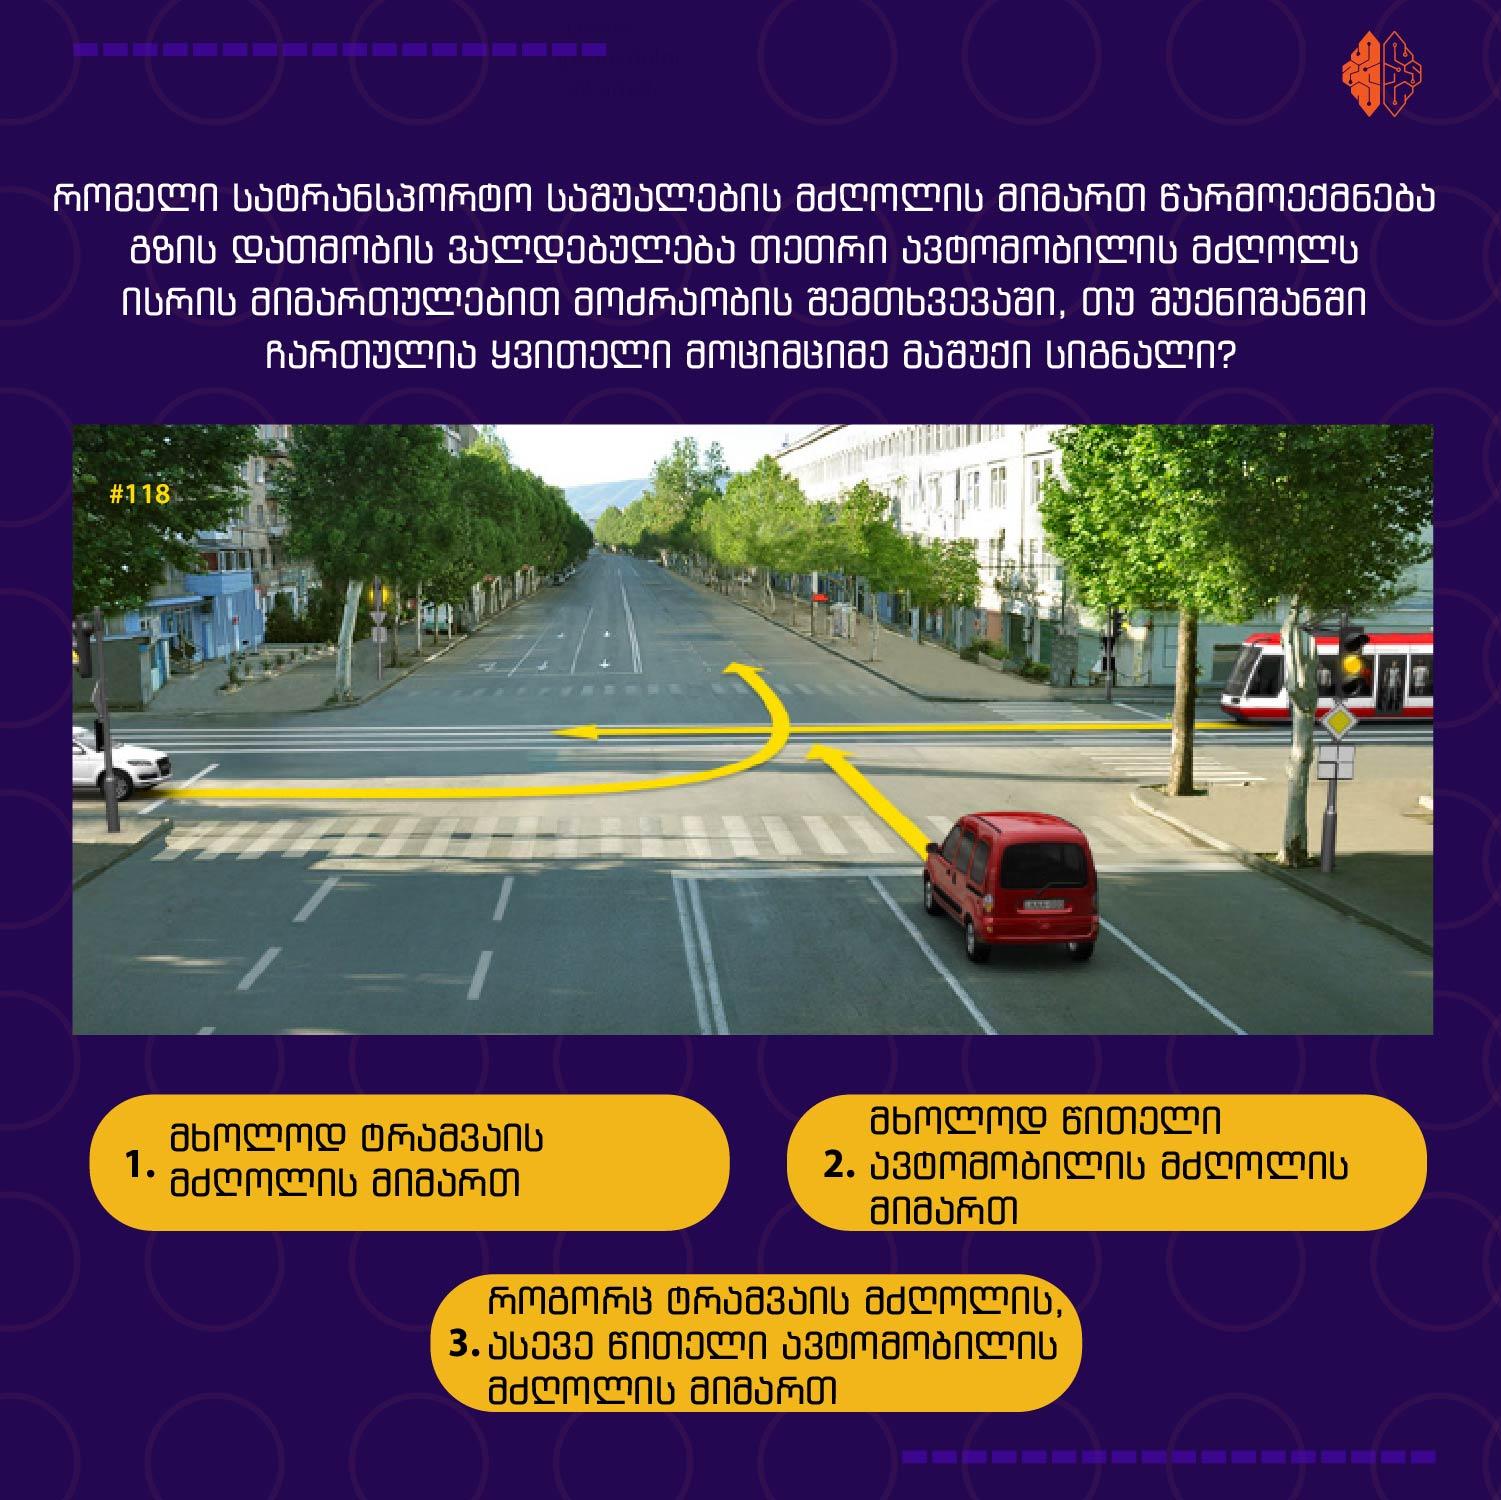 რომელი სატრანსპორტო საშუალების მძღოლის მიმართ წარმოექმნება
გზის დათმობის ვალდებულება თეთრი ავტომობილის მძღოლს
ისრის მიმართულებით მოძრაობის შემთხვევაში, თუ შუქნიშანში
ჩართულია ყვითელი მოციმციმე მაშუქი სიგნალი?
#118
1. მხოლოდ ტრამვაის
მძღოლის მიმართ
2. მხოლოდ წითელი
ავტომობილის მძღოლის
მიმართ
3. როგორც ტრამვაის მძღოლის,
ასევე წითელი ავტომობილის
მძღოლის მიმართ